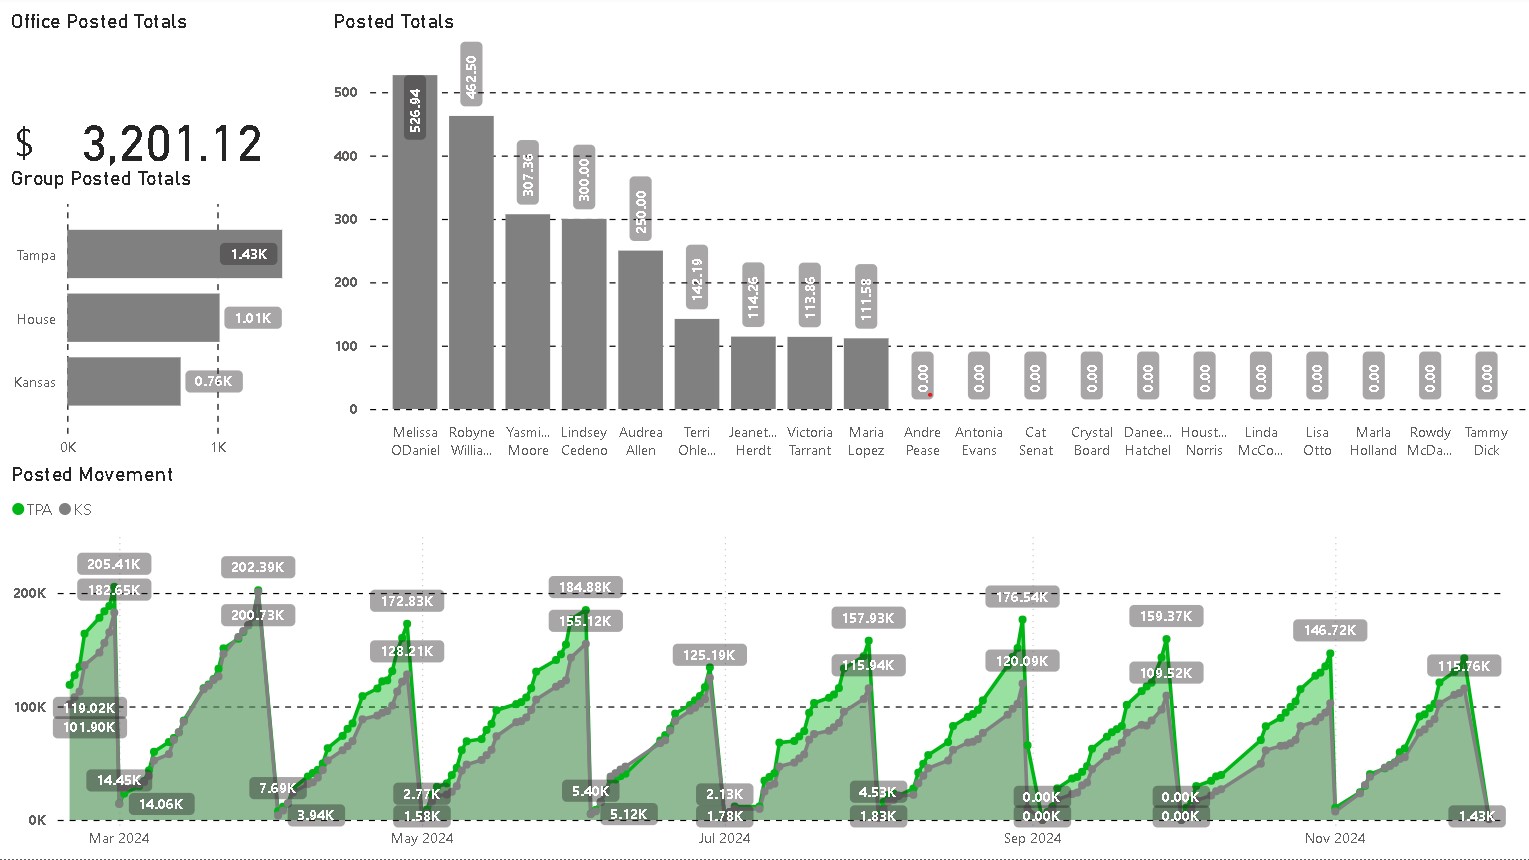 Office Posted Totals
$ 3,201.12
Group Posted Totals
Tampa
1.43K
House
1.01K
Kansas
0.76K
0K
1K
Posted Totals
500
400
300
200
100
0
526.94
462.50
307.36
300.00
250.00
142.19
114.26
113.86
111.58
0.00
0.00
0.00
0.00
0.00
0.00
0.00
0.00
0.00
0.00
0.00
Melissa
ODaniel
Robyne
Willia...
Yasmi...
Moore
Lindsey
Cedeno
Audrea
Allen
Terri
Ohle...
Jeanet...
Herdt
Victoria
Tarrant
Maria
Lopez
Andre
Pease
Antonia
Evans
Cat
Senat
Crystal
Board
Danee...
Hatchel
Houst...
Norris
Linda
McCo...
Lisa
Otto
Marla
Holland
Rowdy
McDa...
Tammy
Dick
Posted Movement
TPA
KS
200K
100K
0K
205.41K
182.65K
119.02K
101.90K
14.45K
14.06K
202.39K
200.73K
7.69K
3.94K
172.83K
128.21K
2.77K
1.58K
184.88K
155.12K
5.40K
5.12K
125.19K
2.13K
1.78K
157.93K
115.94K
4.53K
1.83K
176.54K
120.09K
0.00K
0.00K
159.37K
109.52K
0.00K
0.00K
146.72K
115.76K
1.43K
Mar 2024
May 2024
Jul 2024
Sep 2024
Nov 2024